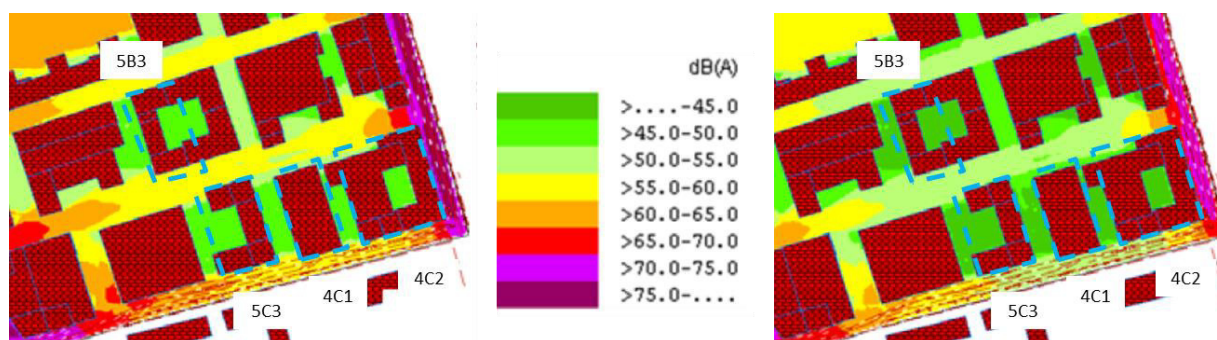 5B3
5C3
4C1
4C2
dB(A)
>....-45.0
>45.0-50.0
>50.0-55.0
>55.0-60.0
>60.0-65.0
>65.0-70.0
>70.0-75.0
>75.0-....
5B3
5C3
4C1
4C2